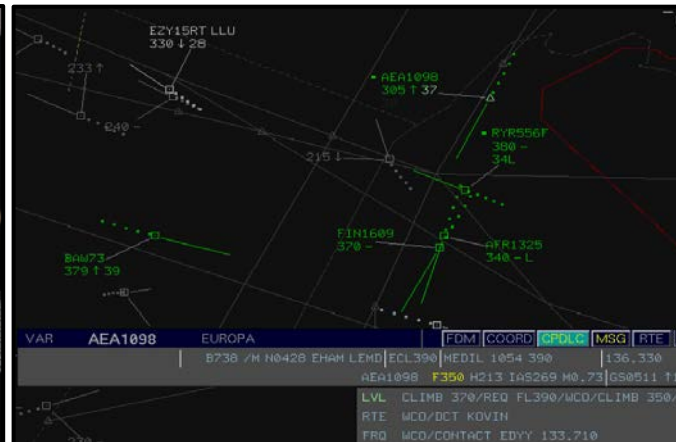 EZY15RT LLU
330 ↓ 28
233 ↑
240 -
AEA1098
305 ↑ 37
RYR556F
380 -
34L
215 ↓
FIN1609
370 -
AFR1325
340 - L
BAW73
379 ↑ 39
VAR AEA1098 EUROPA FDM COORD CPDLC MSG RTE
B738 /M N0428 EHAM LEMD ECL390 MEDIL 1054 390 136.330
AEA1098 F350 H213 IAS269 M0.73 GS0511 ↑1
LVL CLIMB 370/REQ FL390/WCO/CLIMB 350/
RTE WCO/DCT KOVIN
FRQ WCO/CONTACT EDYY 133.710
230